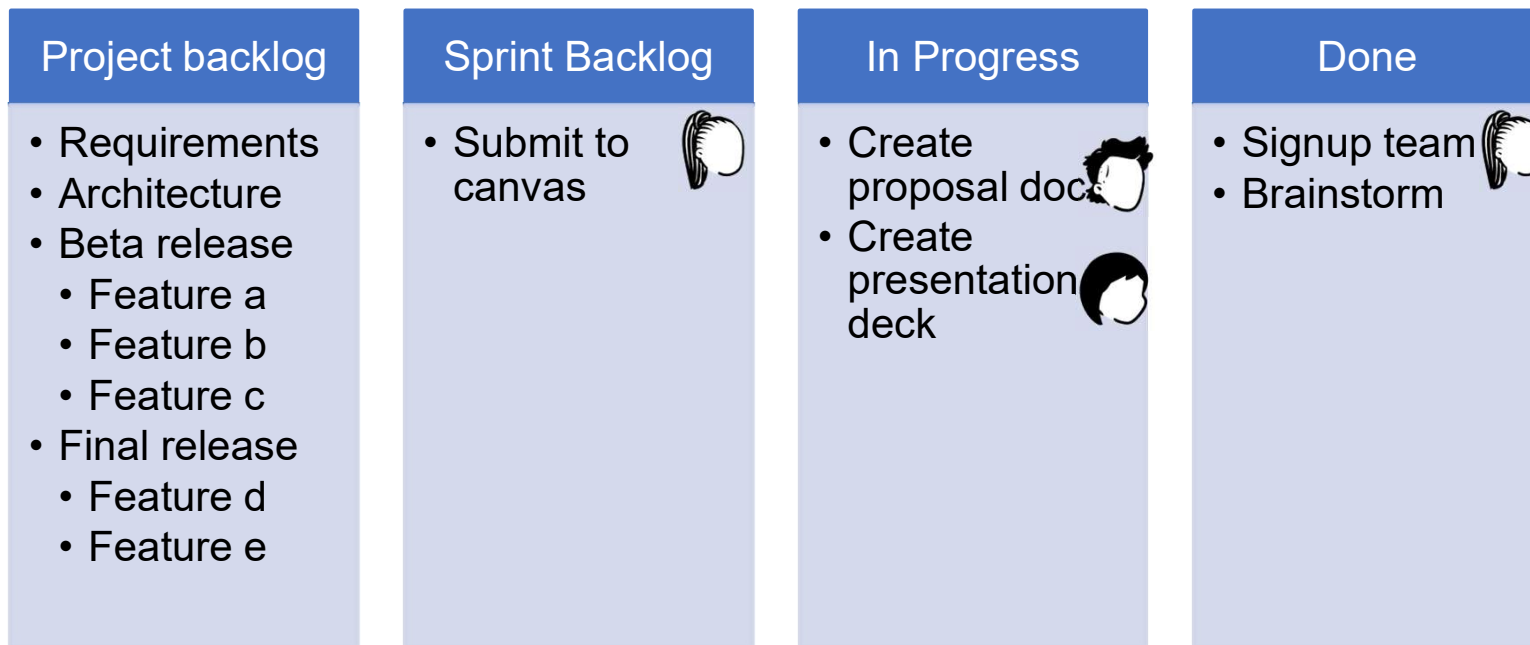 Project backlog
• Requirements
• Architecture
• Beta release
• Feature a
• Feature b
• Feature c
• Final release
• Feature d
• Feature e
Sprint Backlog
• Submit to
canvas
In Progress
• Create
proposal doc
• Create
presentation
deck
Done
• Signup team
• Brainstorm